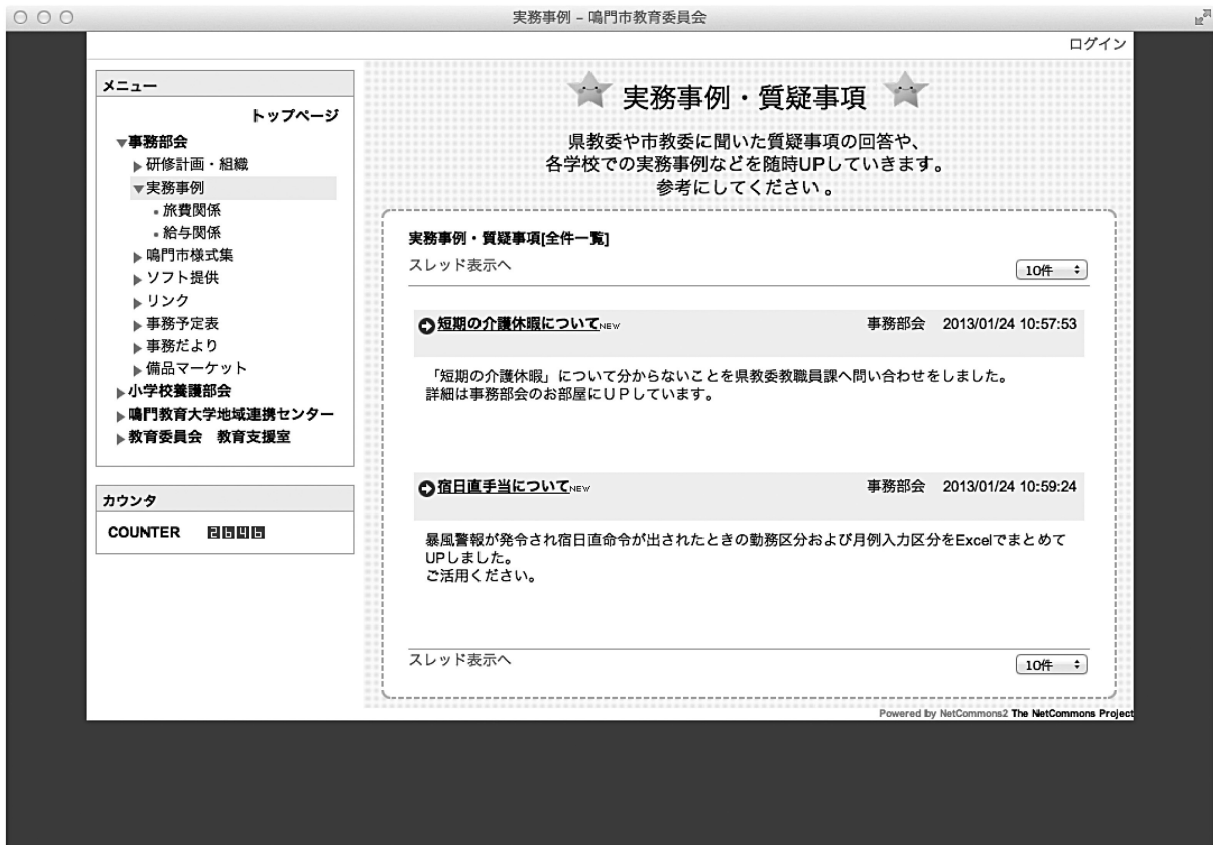 実務事例 – 鳴門市教育委員会
ログイン
メニュー
トップページ
事務部会
研修計画・組織
実務事例
旅費関係
給与関係
鳴門市様式集
ソフト提供
リンク
事務予定表
事務だより
備品マーケット
小学校養護部会
鳴門教育大学地域連携センター
教育委員会　教育支援室
カウンタ
COUNTER 2646
実務事例・質疑事項
県教委や市教委に聞いた質疑事項の回答や、
各学校での実務事例などを随時UPしていきます。
参考にしてください。
実務事例・質疑事項[全件一覧]
スレッド表示へ
10件
短期の介護休暇について NEW 事務部会 2013/01/24 10:57:53
「短期の介護休暇」について分からないことを県教委教職員課へ問い合わせをしました。
詳細は事務部会のお部屋にＵＰしています。
宿日直手当について NEW 事務部会 2013/01/24 10:59:24
暴風警報が発令され宿日直命令が出されたときの勤務区分および月例入力区分をExcelでまとめて
UPしました。
ご活用ください。
スレッド表示へ
10件
Powered by NetCommons2 The NetCommons Project